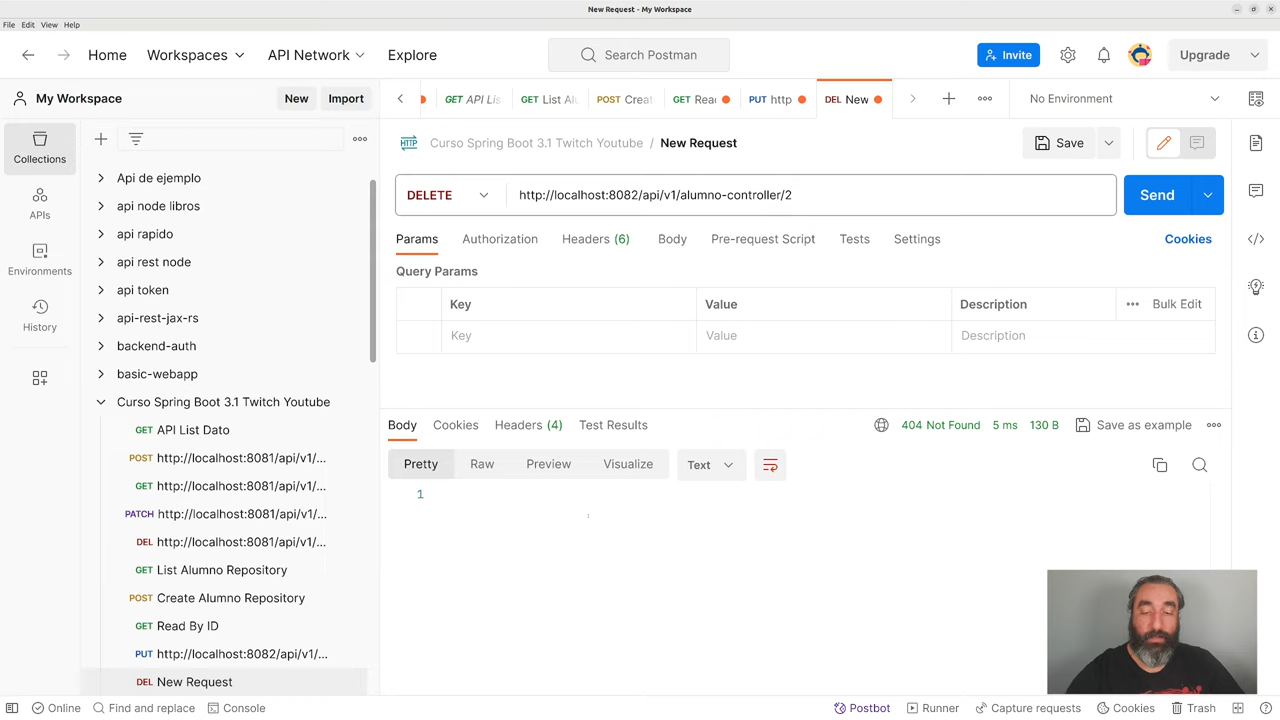 New Request - My Workspace
File Edit View Help
Home Workspaces API Network Explore Search Postman Invite Upgrade
My Workspace New Import GET API Lis GET List Alu POST Creat GET Read PUT http DEL New No Environment
Collections
APIs
Environments
History
Api de ejemplo
api node libros
api rapido
api rest node
api token
api-rest-jax-rs
backend-auth
basic-webapp
Curso Spring Boot 3.1 Twitch Youtube
GET API List Dato
POST http://localhost:8081/api/v1/...
GET http://localhost:8081/api/v1/...
PATCH http://localhost:8081/api/v1/...
DEL http://localhost:8081/api/v1/...
GET List Alumno Repository
POST Create Alumno Repository
GET Read By ID
PUT http://localhost:8082/api/v1/...
DEL New Request
HTTP Curso Spring Boot 3.1 Twitch Youtube / New Request Save
DELETE http://localhost:8082/api/v1/alumno-controller/2 Send
Params Authorization Headers (6) Body Pre-request Script Tests Settings Cookies
Query Params
Key Value Description Bulk Edit
Key Value Description
Body Cookies Headers (4) Test Results 404 Not Found 5 ms 130 B Save as example
Pretty Raw Preview Visualize Text
1
Online Find and replace Console Postbot Runner Capture requests Cookies Trash